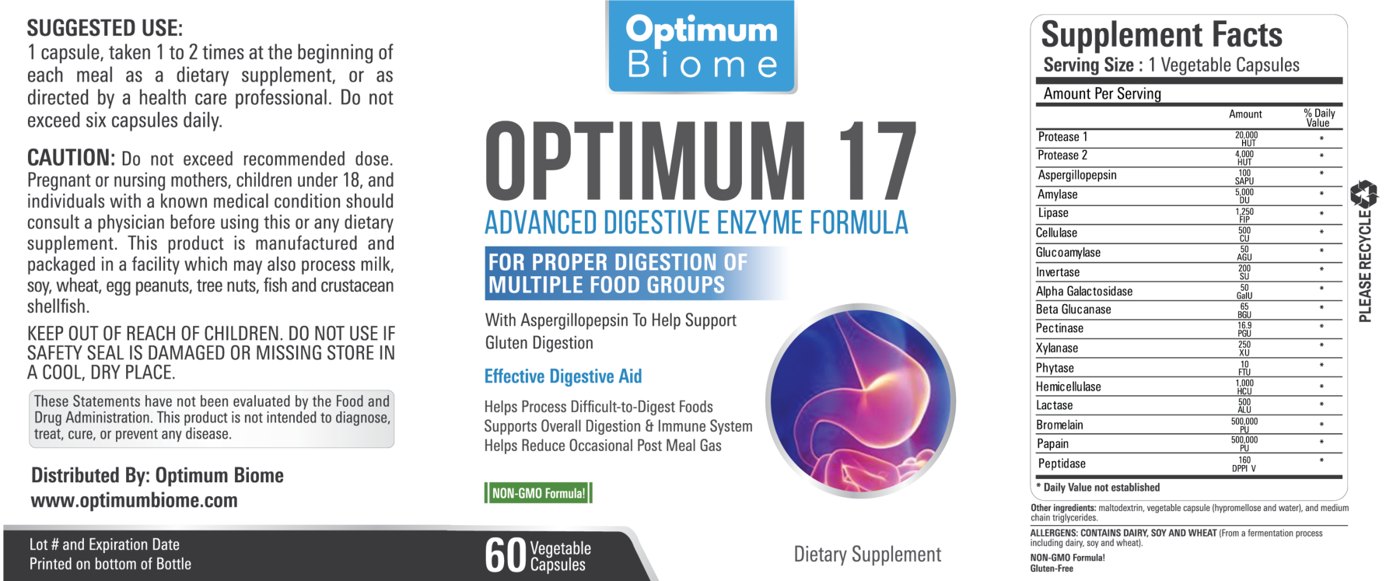 SUGGESTED USE:
1 capsule, taken 1 to 2 times at the beginning of
each meal as a dietary supplement, or as
directed by a health care professional. Do not
exceed six capsules daily.
CAUTION: Do not exceed recommended dose.
Pregnant or nursing mothers, children under 18, and
individuals with a known medical condition should
consult a physician before using this or any dietary
supplement. This product is manufactured and
packaged in a facility which may also process milk,
soy, wheat, egg peanuts, tree nuts, fish and crustacean
shellfish.
KEEP OUT OF REACH OF CHILDREN. DO NOT USE IF
SAFETY SEAL IS DAMAGED OR MISSING STORE IN
A COOL, DRY PLACE.
These Statements have not been evaluated by the Food and
Drug Administration. This product is not intended to diagnose,
treat, cure, or prevent any disease.
Distributed By: Optimum Biome
www.optimumbiome.com
Lot # and Expiration Date
Printed on bottom of Bottle
Optimum
Biome
OPTIMUM 17
ADVANCED DIGESTIVE ENZYME FORMULA
FOR PROPER DIGESTION OF
MULTIPLE FOOD GROUPS
With Aspergillopepsin To Help Support
Gluten Digestion
Effective Digestive Aid
Helps Process Difficult-to-Digest Foods
Supports Overall Digestion & Immune System
Helps Reduce Occasional Post Meal Gas
NON-GMO Formula!
60 Vegetable
Capsules
Dietary Supplement
Supplement Facts
Serving Size : 1 Vegetable Capsules
Amount Per Serving
Amount % Daily
Value
Protease 1 20,000 HUT *
Protease 2 4,000 HUT *
Aspergillopepsin 100 SAPU *
Amylase 5,000 DU *
Lipase 1,250 FIP *
Cellulase 500 CU *
Glucoamylase 50 AGU *
Invertase 200 SU *
Alpha Galactosidase 50 GalU *
Beta Glucanase 65 BGU *
Pectinase 16.9 PGU *
Xylanase 250 XU *
Phytase 10 FTU *
Hemicellulase 1,000 HCU *
Lactase 500 ALU *
Bromelain 500,000 PU *
Papain 500,000 PU *
Peptidase 160 DPPI V *
* Daily Value not established
Other ingredients: maltodextrin, vegetable capsule (hypromellose and water), and medium
chain triglycerides.
ALLERGENS: CONTAINS DAIRY, SOY AND WHEAT (From a fermentation process
including dairy, soy and wheat).
NON-GMO Formula!
Gluten-Free
PLEASE RECYCLE